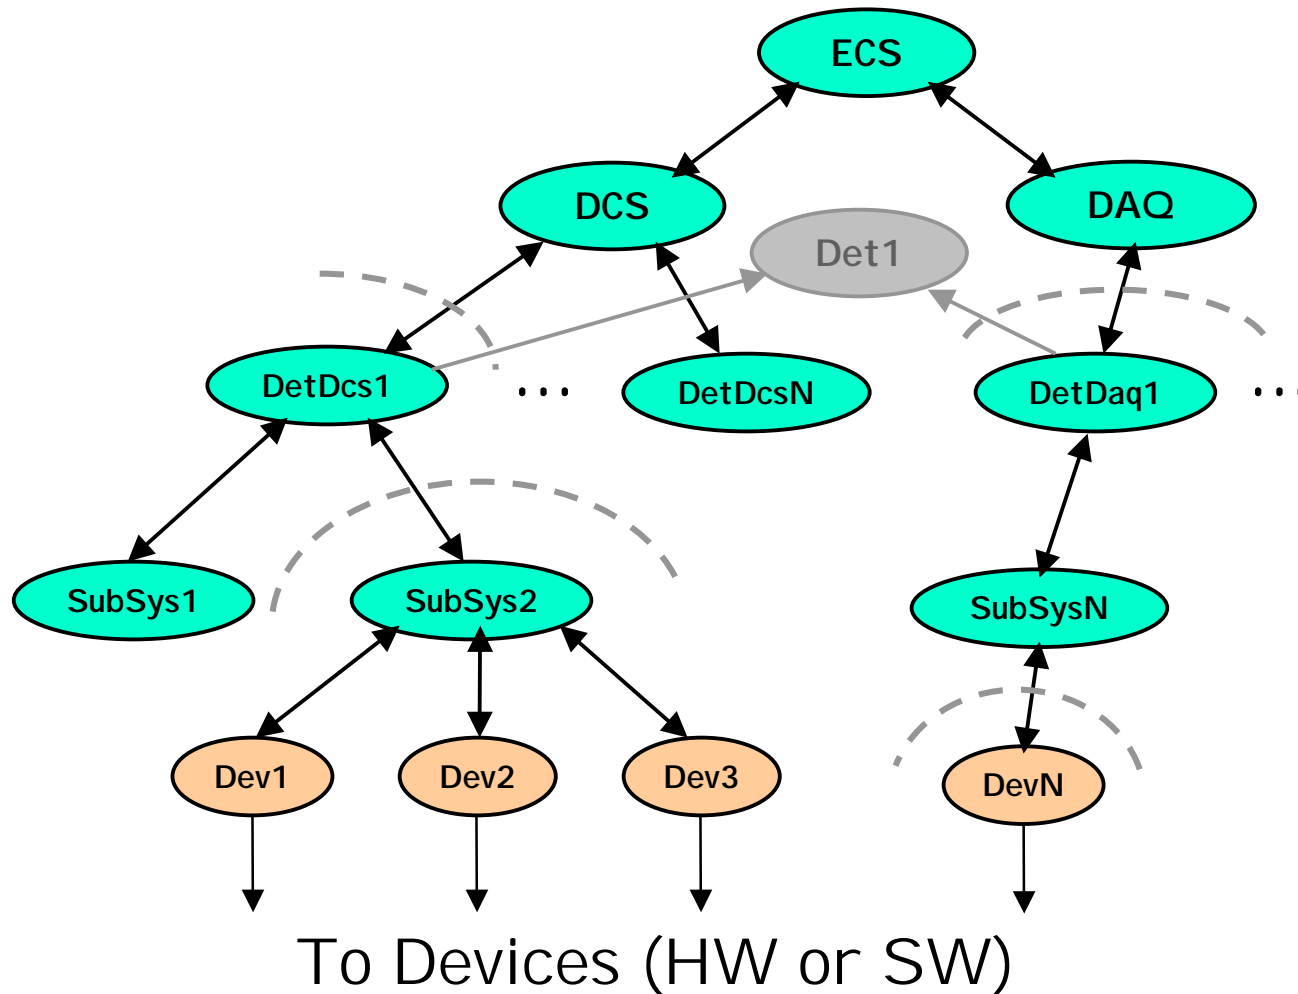 ECS
DCS
DAQ
Det1
DetDcs1
...
DetDcsN
DetDaq1
...
SubSys1
SubSys2
SubSysN
Dev1
Dev2
Dev3
DevN
To Devices (HW or SW)